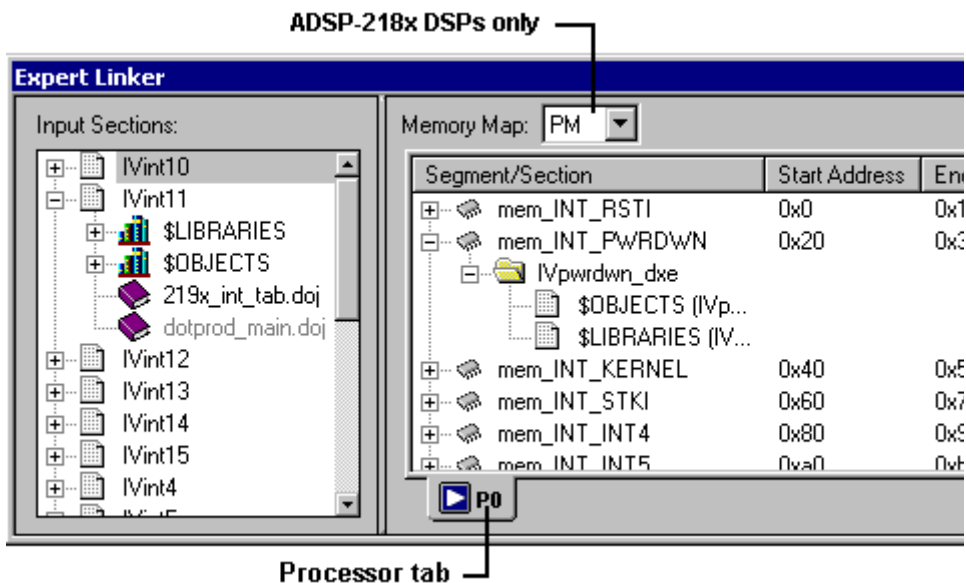 ADSP-218x DSPs only
Expert Linker
Input Sections:
IVint10
IVint11
$LIBRARIES
$OBJECTS
219x_int_tab.doj
dotprod_main.doj
IVint12
IVint13
IVint14
IVint15
IVint4
Memory Map: PM
Segment/Section Start Address
mem_INT_RSTI 0x0
mem_INT_PWRDWN 0x20
IVpwrdwn_dxe
$OBJECTS (IVp...
$LIBRARIES (IV...
mem_INT_KERNEL 0x40
mem_INT_STKI 0x60
mem_INT_INT4 0x80
mem_INT_INT5 0xa0
P0
Processor tab